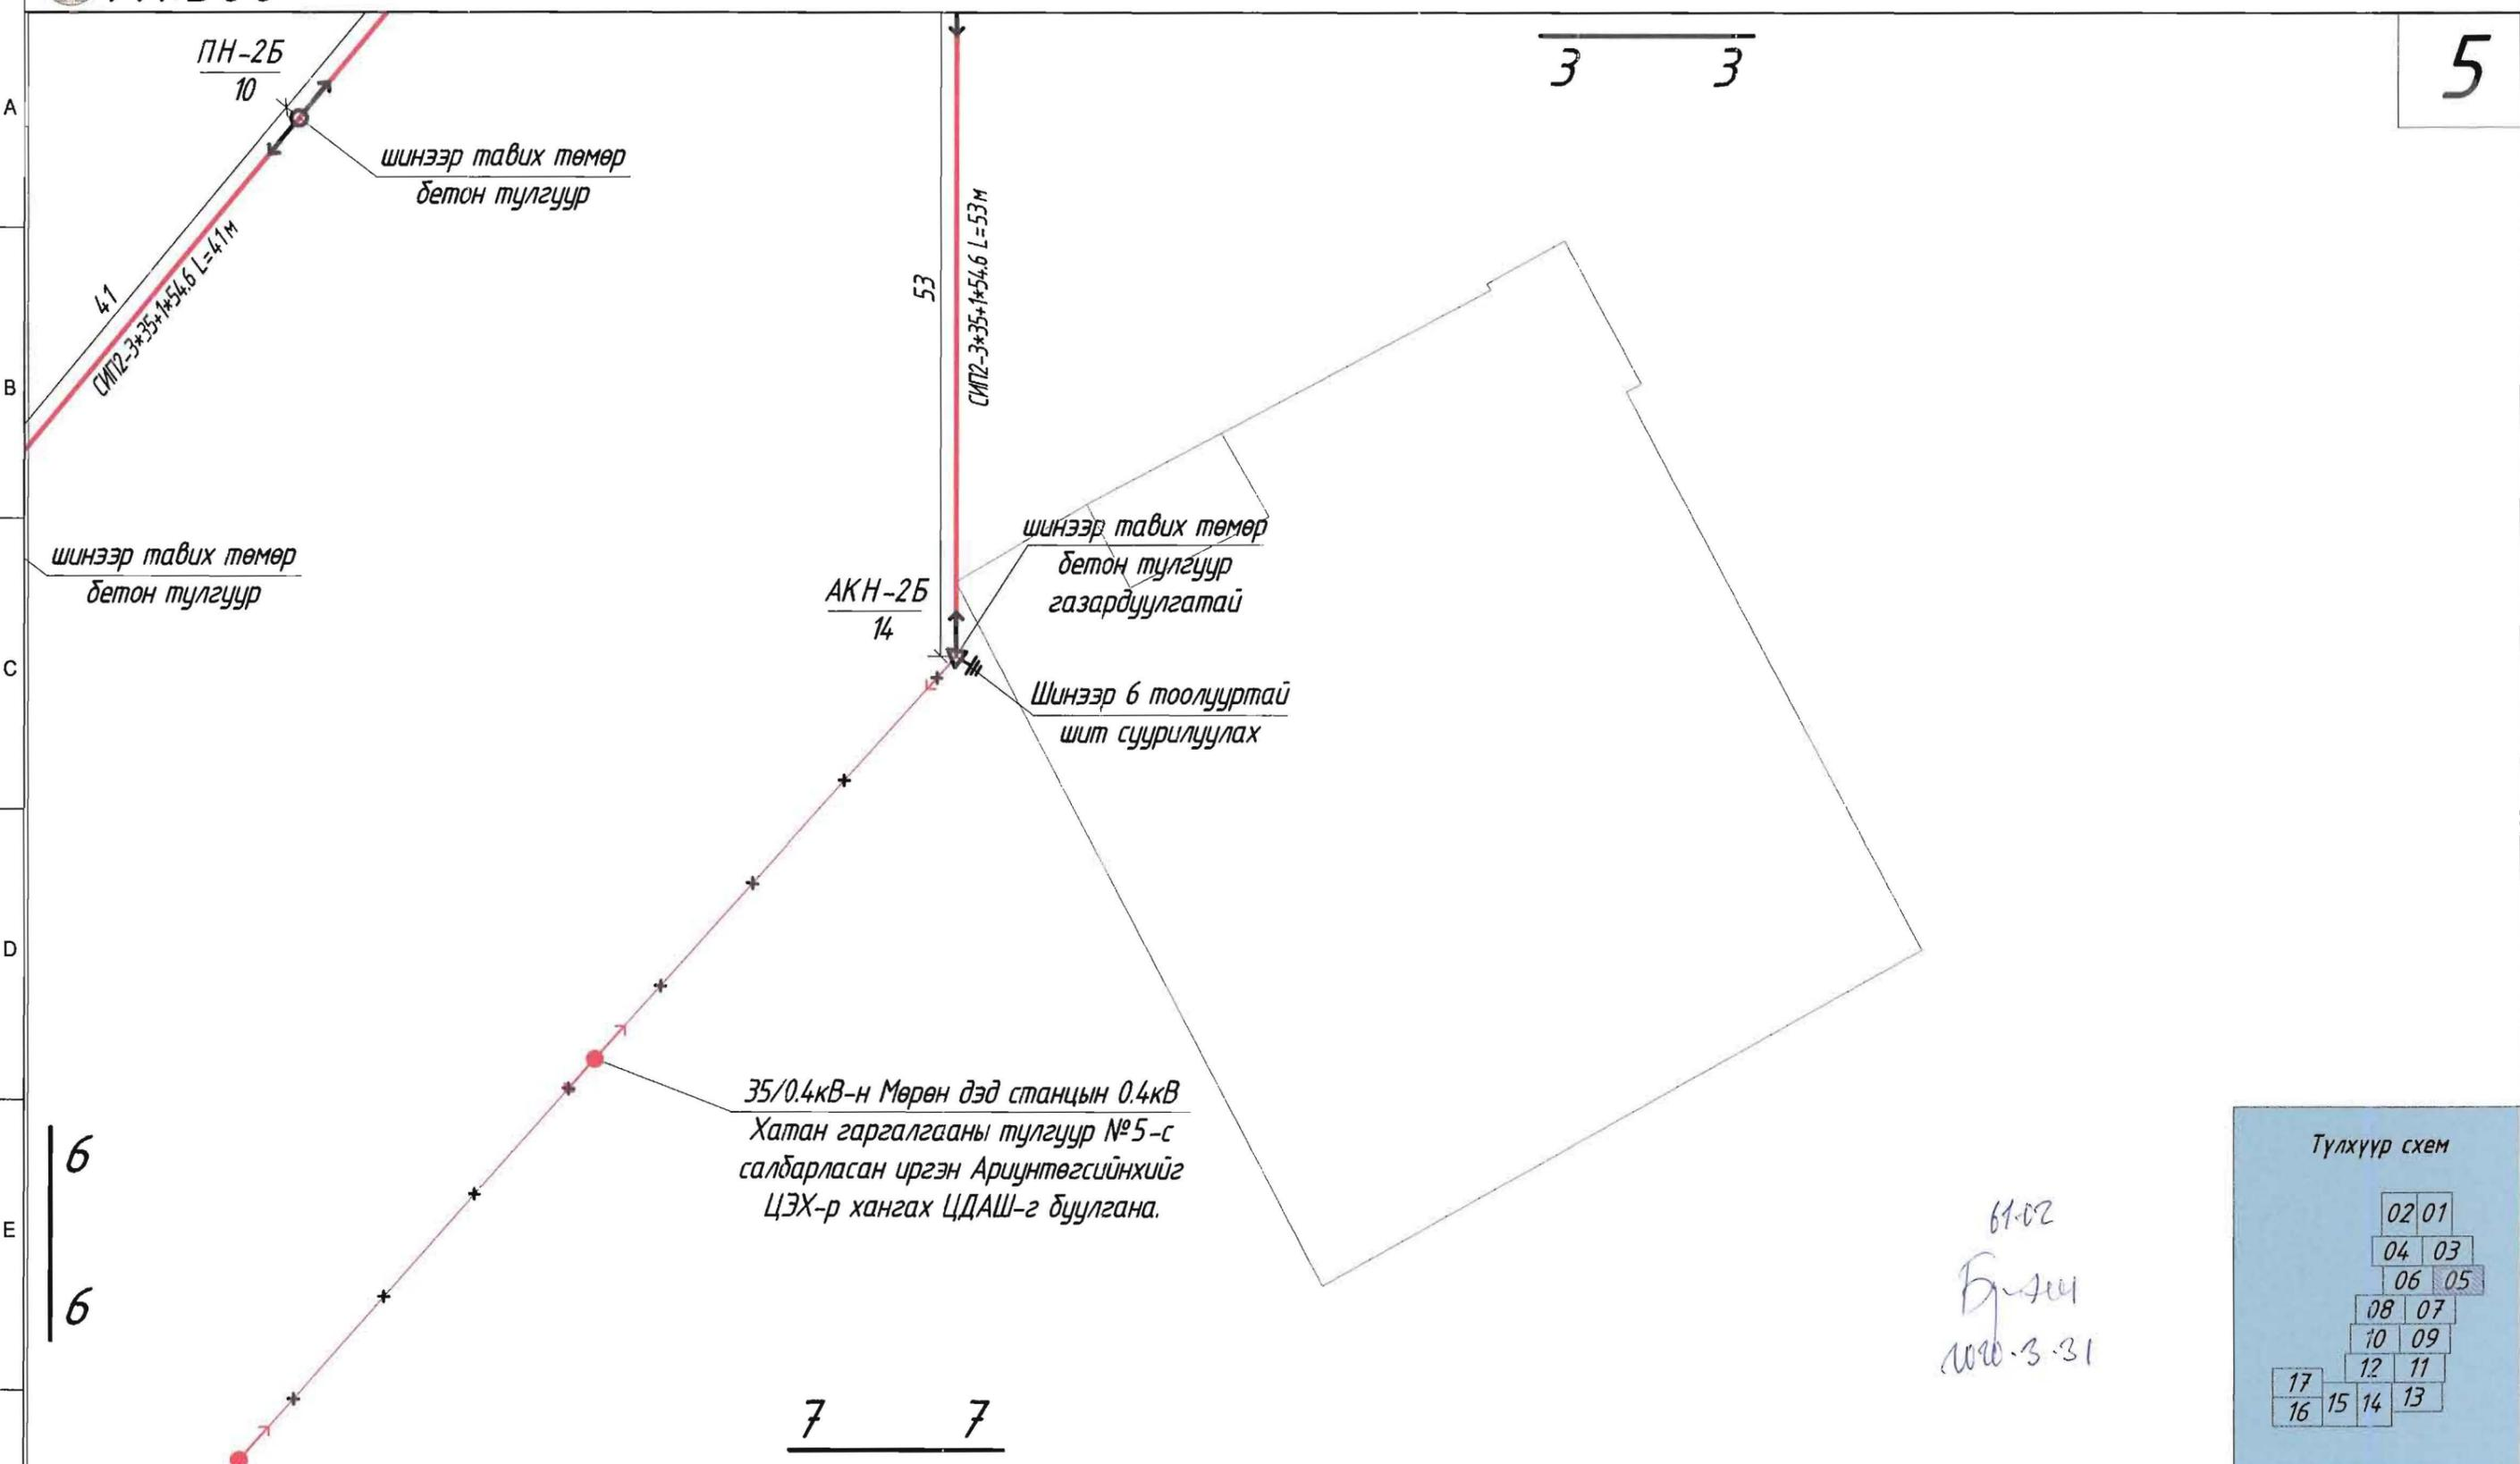 5
3 3
A
B
C
D
E
ПН-2Б
10
шинээр тавих төмөр
бетон тулгуур
41
СИП2-3*35+1*54.6 L=41м
53
СИП2-3*35+1*54.6 L=53м
шинээр тавих төмөр
бетон тулгуур
шинээр тавих төмөр
бетон тулгуур
газардуулгатай
АКН-2Б
14
Шинээр 6 тоолууртай
шит суурилуулах
35/0.4кВ-н Мөрөн дэд станцын 0.4кВ
Хатан гаргалгааны тулгуур №5-с
салбарласан иргэн Ариунтөгсийнхийг
ЦЭХ-р хангах ЦДАШ-г буулгана.
6
6
7 7
61-02
2020.3.31
Түлхүүр схем
02 01
04 03
06 05
08 07
10 09
12 11
17
16 15 14 13